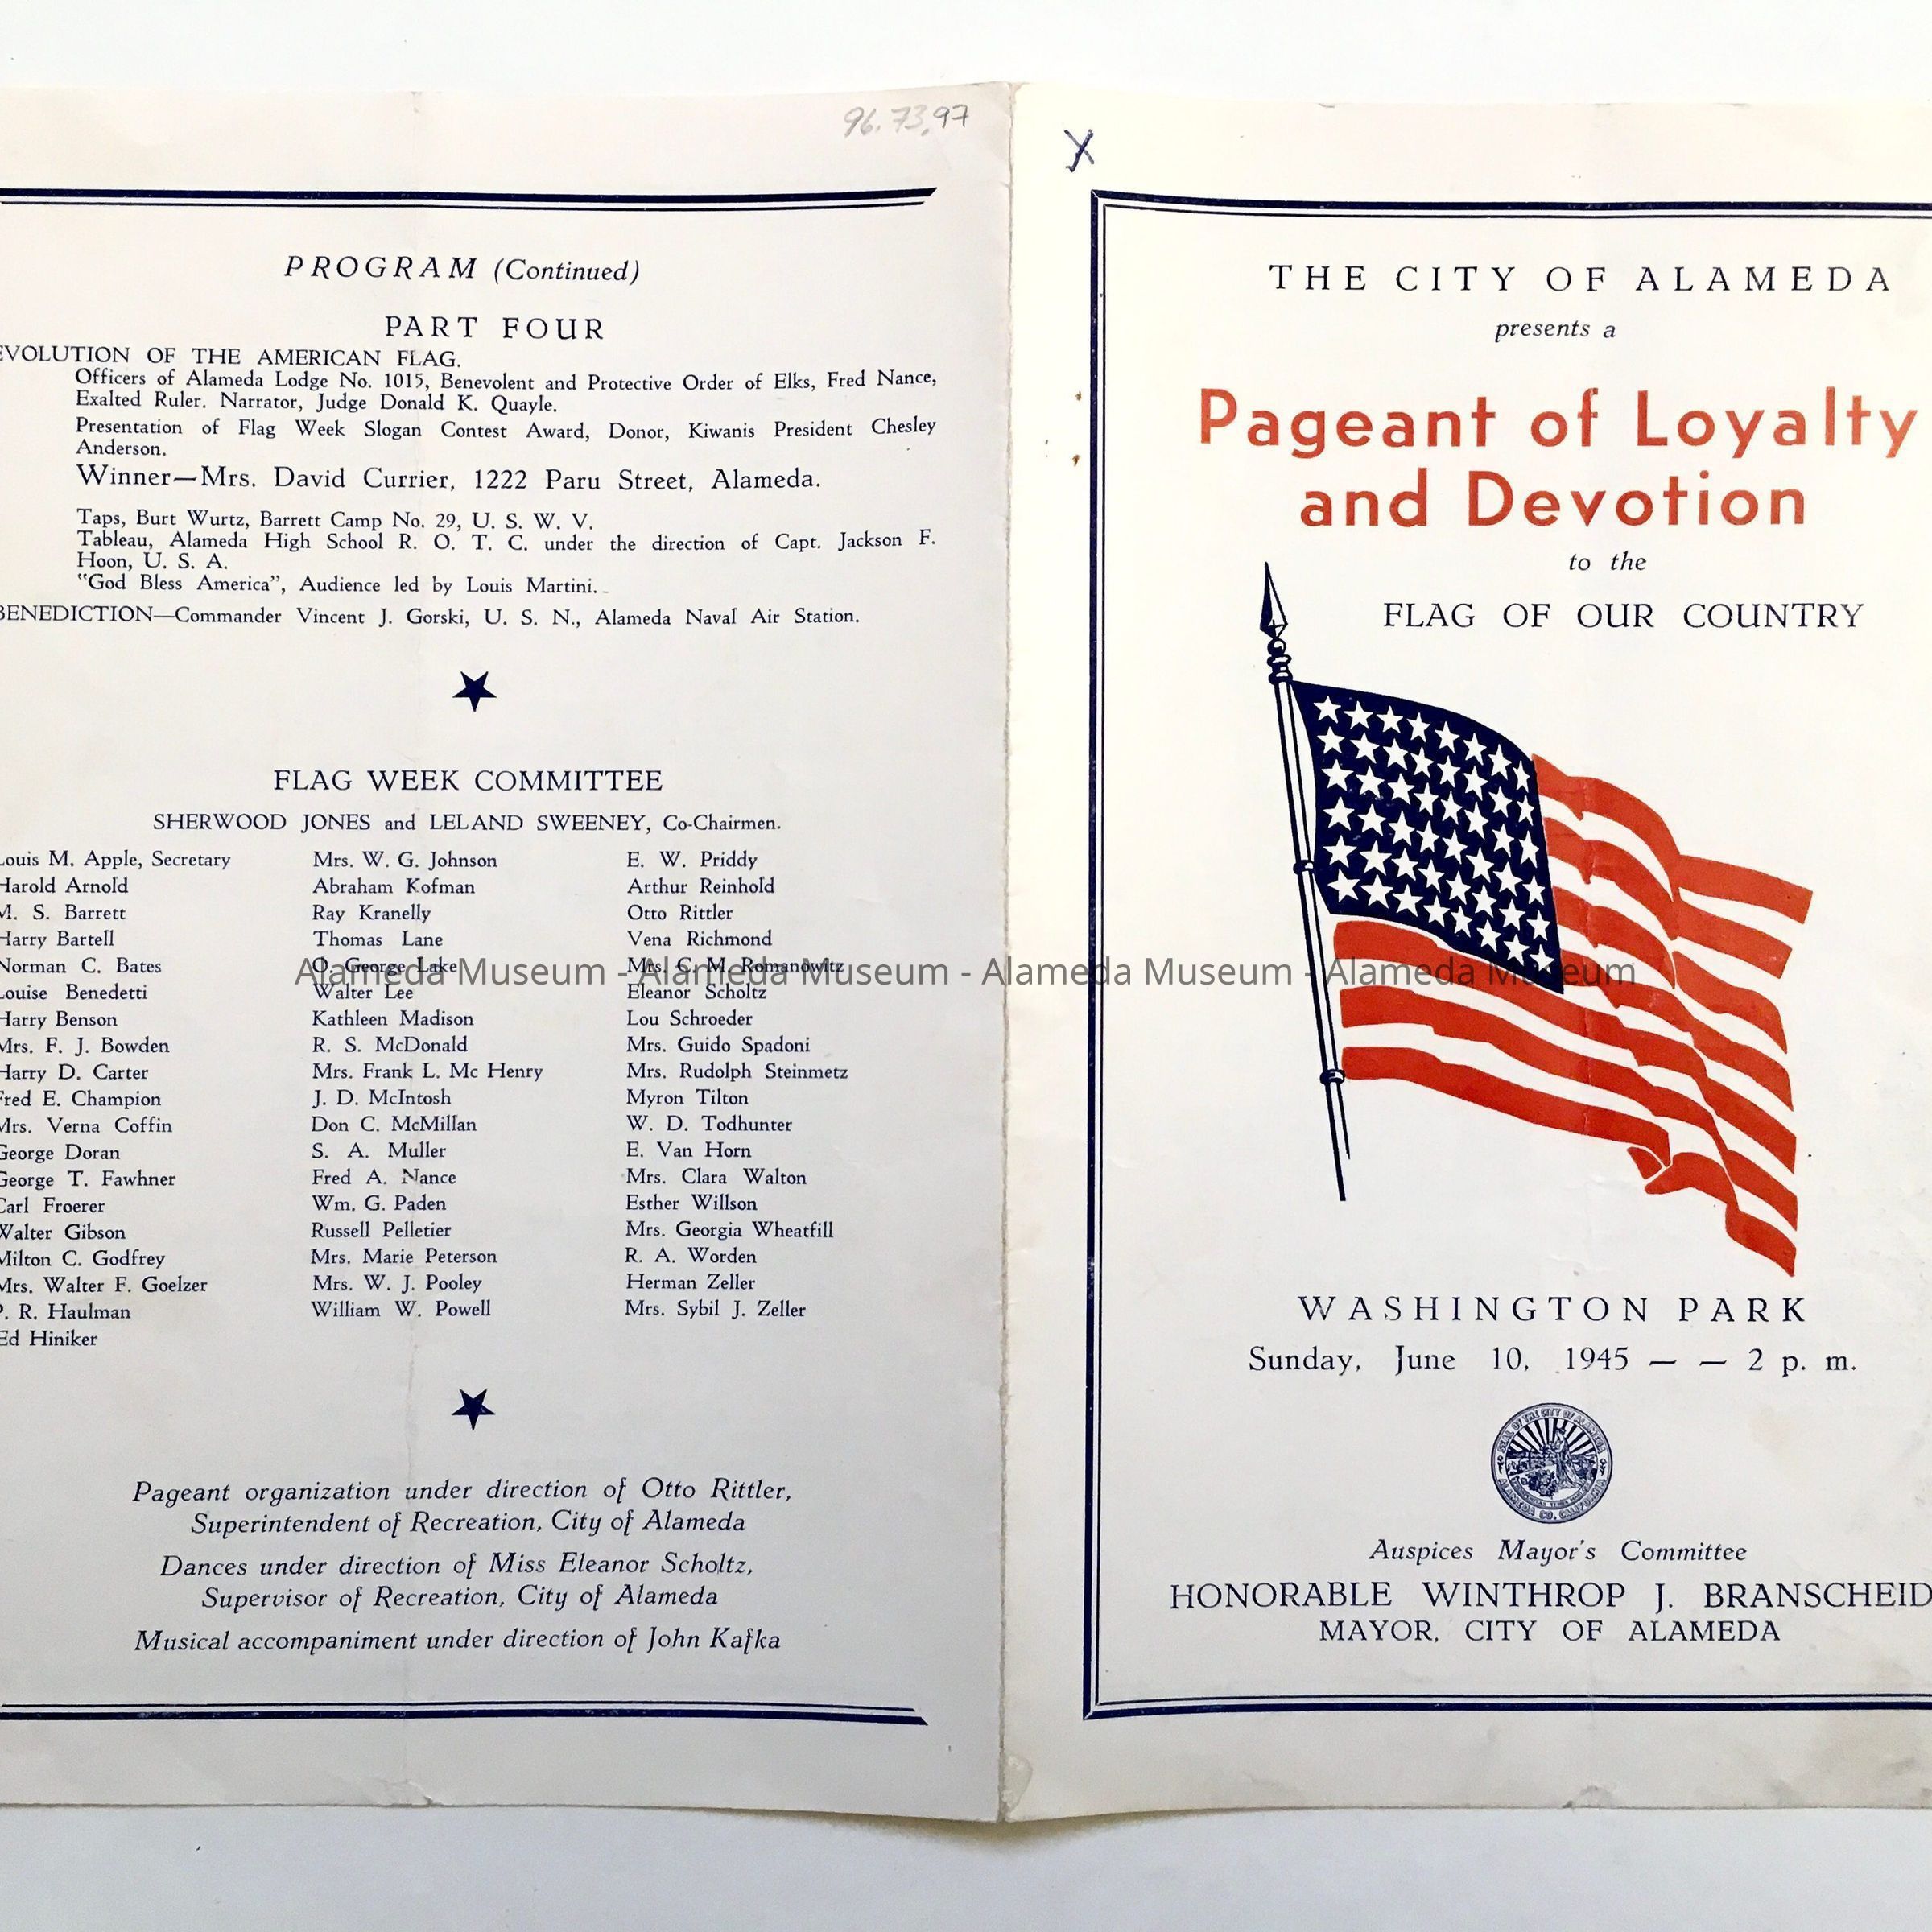 96.73.97
PROGRAM (Continued)
PART FOUR
EVOLUTION OF THE AMERICAN FLAG.
Officers of Alameda Lodge No. 1015, Benevolent and Protective Order of Elks, Fred Nance,
Exalted Ruler. Narrator, Judge Donald K. Quayle.
Presentation of Flag Week Slogan Contest Award, Donor, Kiwanis President Chesley
Anderson.
Winner—Mrs. David Currier, 1222 Paru Street, Alameda.
Taps, Burt Wurtz, Barrett Camp No. 29, U. S. W. V.
Tableau, Alameda High School R. O. T. C. under the direction of Capt. Jackson F.
Hoon, U. S. A.
"God Bless America", Audience led by Louis Martini.
BENEDICTION—Commander Vincent J. Gorski, U. S. N., Alameda Naval Air Station.
FLAG WEEK COMMITTEE
SHERWOOD JONES and LELAND SWEENEY, Co-Chairmen.
Louis M. Apple, Secretary
Harold Arnold
M. S. Barrett
Harry Bartell
Norman C. Bates
Louise Benedetti
Harry Benson
Mrs. F. J. Bowden
Harry D. Carter
Fred E. Champion
Mrs. Verna Coffin
George Doran
George T. Fawhner
Carl Froerer
Walter Gibson
Milton C. Godfrey
Mrs. Walter F. Goelzer
P. R. Haulman
Ed Hiniker
Mrs. W. G. Johnson
Abraham Kofman
Ray Kranelly
Thomas Lane
O. George Lake
Walter Lee
Kathleen Madison
R. S. McDonald
Mrs. Frank L. Mc Henry
J. D. McIntosh
Don C. McMillan
S. A. Muller
Fred A. Nance
Wm. G. Paden
Russell Pelletier
Mrs. Marie Peterson
Mrs. W. J. Pooley
William W. Powell
E. W. Priddy
Arthur Reinhold
Otto Rittler
Vena Richmond
Mrs. C. M. Romanowitz
Eleanor Scholtz
Lou Schroeder
Mrs. Guido Spadoni
Mrs. Rudolph Steinmetz
Myron Tilton
W. D. Todhunter
E. Van Horn
Mrs. Clara Walton
Esther Willson
Mrs. Georgia Wheatfill
R. A. Worden
Herman Zeller
Mrs. Sybil J. Zeller
Pageant organization under direction of Otto Rittler,
Superintendent of Recreation, City of Alameda
Dances under direction of Miss Eleanor Scholtz,
Supervisor of Recreation, City of Alameda
Musical accompaniment under direction of John Kafka
X
THE CITY OF ALAMEDA
presents a
Pageant of Loyalty
and Devotion
to the
FLAG OF OUR COUNTRY
WASHINGTON PARK
Sunday, June 10, 1945 — — 2 p. m.
SEAL OF THE CITY OF ALAMEDA
ALAMEDA CO. CALIFORNIA
Auspices Mayor's Committee
HONORABLE WINTHROP J. BRANSCHEID
MAYOR, CITY OF ALAMEDA
Alameda Museum - Alameda Museum - Alameda Museum - Alameda Museum